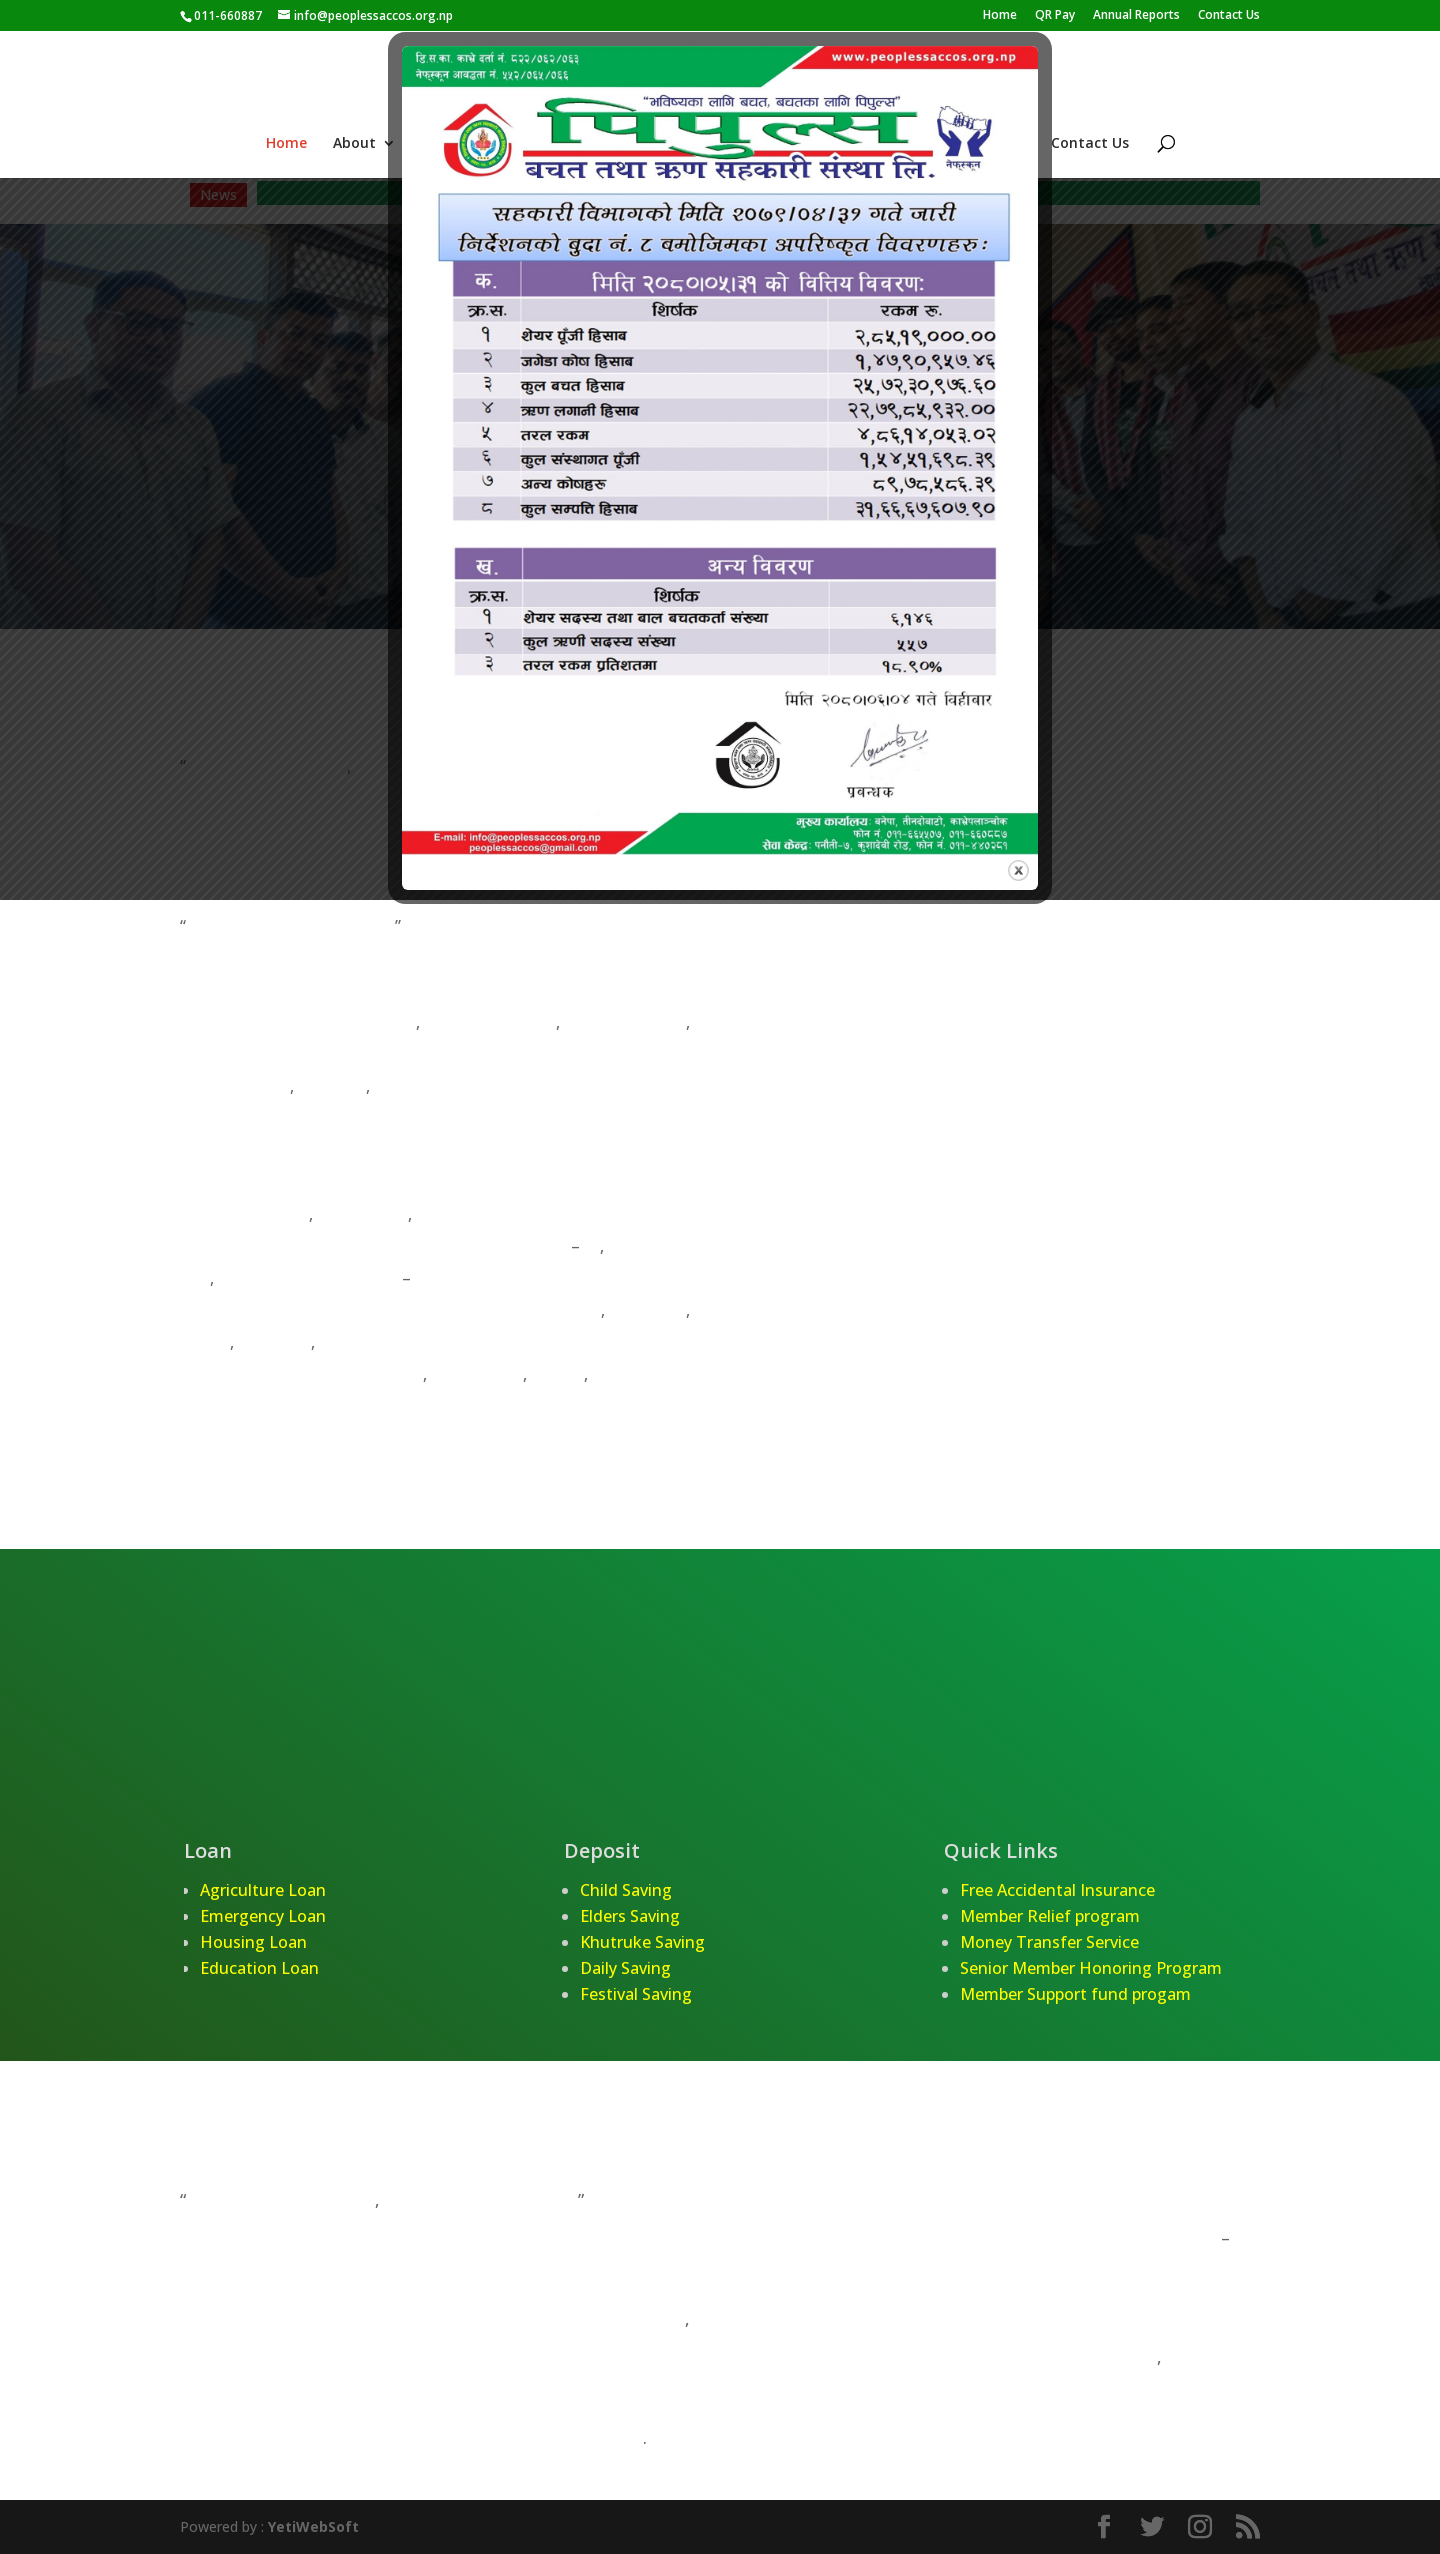 011-660887 info@peoplessaccos.org.np Home QR Pay Annual Reports Contact Us
Home About Contact Us
News
डि.स.का. काभ्रे दर्ता नं. ८२२/०६२/०६३
नेफ्स्कून आवद्धता नं. ५५२/०६५/०६६
www.peoplessaccos.org.np
“भविष्यका लागि बचत, बचतका लागि पिपुल्स”
पिपुल्स
बचत तथा ऋण सहकारी संस्था लि.
नेफ्स्कून
सहकारी विभागको मिति २०७९/०४/३१ गते जारी
निर्देशनको बुदा नं. ८ बमोजिमका अपरिष्कृत विवरणहरु:
क. मिति २०८०।०५।३१ को वित्तिय विवरण:
क्र.स. शिर्षक रकम रू.
१ शेयर पूँजी हिसाब २,८५,१९,०००.००
२ जगेडा कोष हिसाब १,४७,९०,९५७.४६
३ कुल बचत हिसाब २५,७२,३०,९७६.६०
४ ऋण लगानी हिसाब २२,७९,८५,९३२.००
५ तरल रकम ४,८६,१४,०५३.०२
६ कुल संस्थागत पूँजी १,५४,५१,६९८.३९
७ अन्य कोषहरु ८९,७८,५८६.३९
८ कुल सम्पत्ति हिसाब ३१,६६,६७,६०७.९०
ख. अन्य विवरण
क्र.स. शिर्षक
१ शेयर सदस्य तथा बाल बचतकर्ता संख्या ६,१४६
२ कुल ऋणी सदस्य संख्या ५५७
३ तरल रकम प्रतिशतमा १८.९०%
मिति २०८०।०६।०४ गते विहीवार
प्रवन्धक
E-mail: info@peoplessaccos.org.np
peoplessaccos@gmail.com
मुख्य कार्यालय: बनेपा, तीनदोबाटो, काभ्रेपलाञ्चोक
फोन नं. ०११-६६५५०७, ०११-६६०८८७
सेवा केन्द्र: पनौती-७, कुशादेवी रोड, फोन नं. ०११-४४०२८१
Loan
Agriculture Loan
Emergency Loan
Housing Loan
Education Loan
Deposit
Child Saving
Elders Saving
Khutruke Saving
Daily Saving
Festival Saving
Quick Links
Free Accidental Insurance
Member Relief program
Money Transfer Service
Senior Member Honoring Program
Member Support fund progam
Powered by : YetiWebSoft